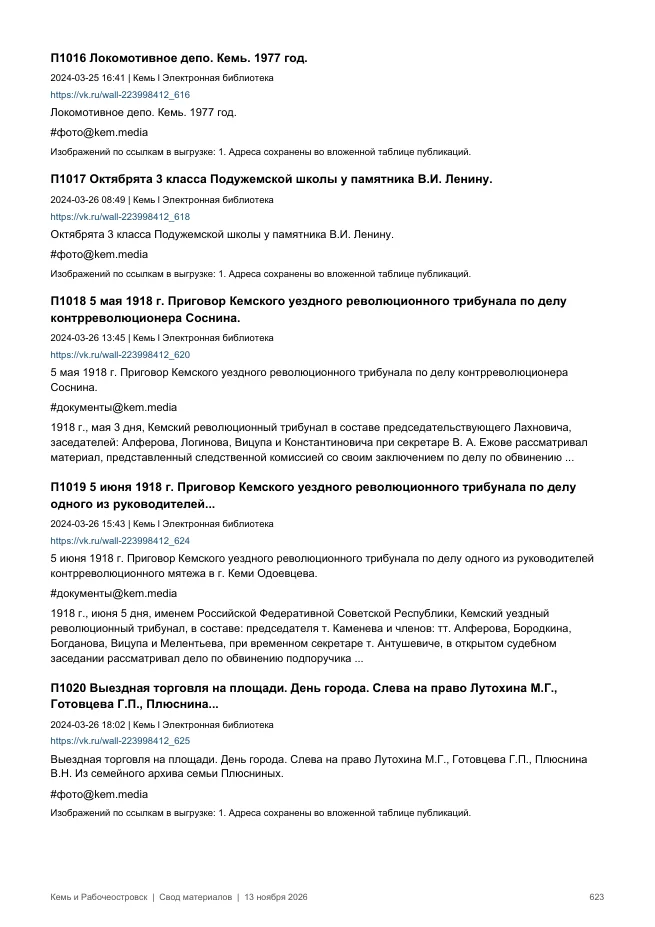 П1016 Локомотивное депо. Кемь. 1977 год.
2024-03-25 16:41 | Кемь I Электронная библиотека
https://vk.ru/wall-223998412_616
Локомотивное депо. Кемь. 1977 год.
#фото@kem.media
Изображений по ссылкам в выгрузке: 1. Адреса сохранены во вложенной таблице публикаций.
П1017 Октябрята 3 класса Подужемской школы у памятника В.И. Ленину.
2024-03-26 08:49 | Кемь I Электронная библиотека
https://vk.ru/wall-223998412_618
Октябрята 3 класса Подужемской школы у памятника В.И. Ленину.
#фото@kem.media
Изображений по ссылкам в выгрузке: 1. Адреса сохранены во вложенной таблице публикаций.
П1018 5 мая 1918 г. Приговор Кемского уездного революционного трибунала по делу
контрреволюционера Соснина.
2024-03-26 13:45 | Кемь I Электронная библиотека
https://vk.ru/wall-223998412_620
5 мая 1918 г. Приговор Кемского уездного революционного трибунала по делу контрреволюционера
Соснина.
#документы@kem.media
1918 г., мая 3 дня, Кемский революционный трибунал в составе председательствующего Лахновича,
заседателей: Алферова, Логинова, Вицупа и Константиновича при секретаре В. А. Ежове рассматривал
материал, представленный следственной комиссией со своим заключением по делу по обвинению ...
П1019 5 июня 1918 г. Приговор Кемского уездного революционного трибунала по делу
одного из руководителей...
2024-03-26 15:43 | Кемь I Электронная библиотека
https://vk.ru/wall-223998412_624
5 июня 1918 г. Приговор Кемского уездного революционного трибунала по делу одного из руководителей
контрреволюционного мятежа в г. Кеми Одоевцева.
#документы@kem.media
1918 г., июня 5 дня, именем Российской Федеративной Советской Республики, Кемский уездный
революционный трибунал, в составе: председателя т. Каменева и членов: тт. Алферова, Бородкина,
Богданова, Вицупа и Мелентьева, при временном секретаре т. Антушевиче, в открытом судебном
заседании рассматривал дело по обвинению подпоручика ...
П1020 Выездная торговля на площади. День города. Слева на право Лутохина М.Г.,
Готовцева Г.П., Плюснина...
2024-03-26 18:02 | Кемь I Электронная библиотека
https://vk.ru/wall-223998412_625
Выездная торговля на площади. День города. Слева на право Лутохина М.Г., Готовцева Г.П., Плюснина
В.Н. Из семейного архива семьи Плюсниных.
#фото@kem.media
Изображений по ссылкам в выгрузке: 1. Адреса сохранены во вложенной таблице публикаций.
Кемь и Рабочеостровск | Свод материалов | 13 ноября 2026
623